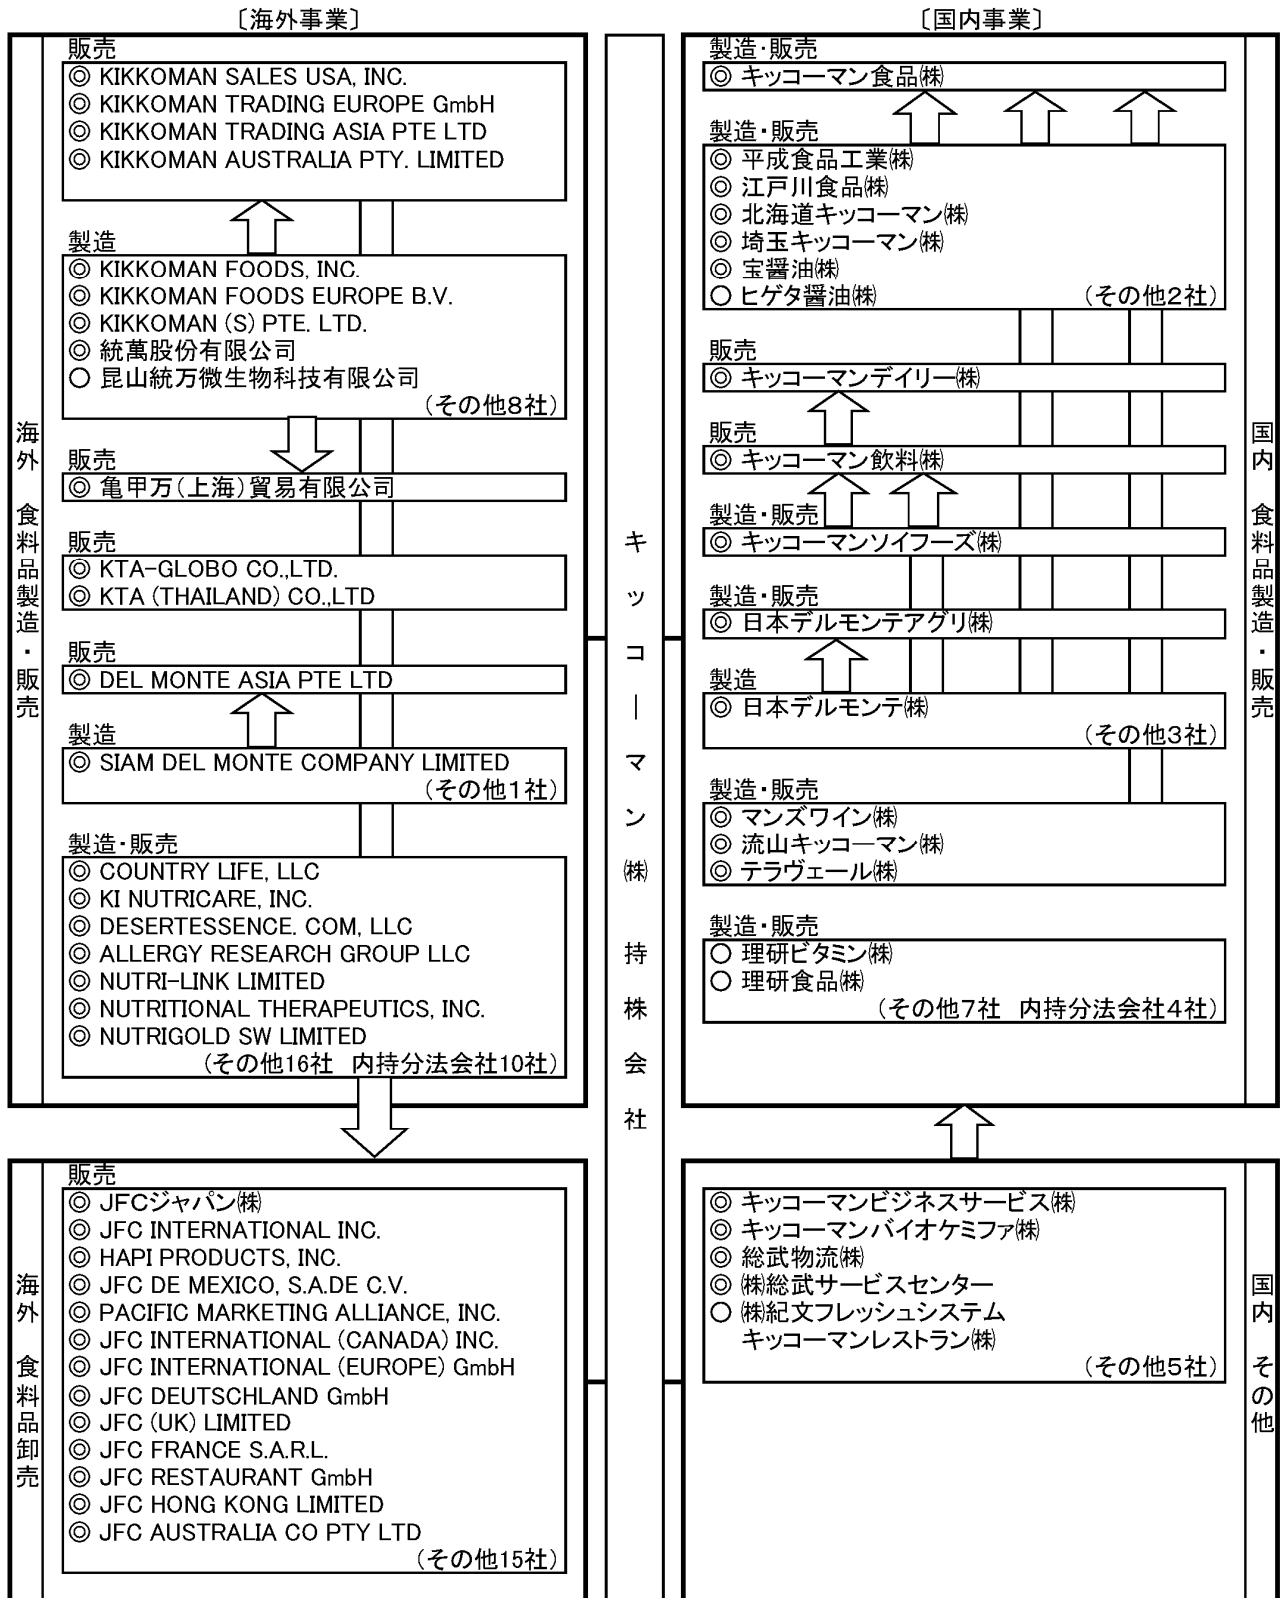 〔海外事業〕
海外 食料品製造・販売
販売
◎ KIKKOMAN SALES USA, INC.
◎ KIKKOMAN TRADING EUROPE GmbH
◎ KIKKOMAN TRADING ASIA PTE LTD
◎ KIKKOMAN AUSTRALIA PTY. LIMITED
製造
◎ KIKKOMAN FOODS, INC.
◎ KIKKOMAN FOODS EUROPE B.V.
◎ KIKKOMAN (S) PTE. LTD.
◎ 統萬股份有限公司
○ 昆山統万微生物科技有限公司
(その他8社)
販売
◎ 亀甲万(上海)貿易有限公司
販売
◎ KTA-GLOBO CO.,LTD.
◎ KTA (THAILAND) CO.,LTD
販売
◎ DEL MONTE ASIA PTE LTD
製造
◎ SIAM DEL MONTE COMPANY LIMITED
(その他1社)
製造・販売
◎ COUNTRY LIFE, LLC
◎ KI NUTRICARE, INC.
◎ DESERTESSENCE. COM, LLC
◎ ALLERGY RESEARCH GROUP LLC
◎ NUTRI-LINK LIMITED
◎ NUTRITIONAL THERAPEUTICS, INC.
◎ NUTRIGOLD SW LIMITED
(その他16社 内持分法会社10社)
海外 食料品卸売
販売
◎ JFCジャパン㈱
◎ JFC INTERNATIONAL INC.
◎ HAPI PRODUCTS, INC.
◎ JFC DE MEXICO, S.A.DE C.V.
◎ PACIFIC MARKETING ALLIANCE, INC.
◎ JFC INTERNATIONAL (CANADA) INC.
◎ JFC INTERNATIONAL (EUROPE) GmbH
◎ JFC DEUTSCHLAND GmbH
◎ JFC (UK) LIMITED
◎ JFC FRANCE S.A.R.L.
◎ JFC RESTAURANT GmbH
◎ JFC HONG KONG LIMITED
◎ JFC AUSTRALIA CO PTY LTD
(その他15社)
キッコーマン㈱ 持株会社
〔国内事業〕
国内 食料品製造・販売
製造・販売
◎ キッコーマン食品㈱
製造・販売
◎ 平成食品工業㈱
◎ 江戸川食品㈱
◎ 北海道キッコーマン㈱
◎ 埼玉キッコーマン㈱
◎ 宝醤油㈱
○ ヒゲタ醤油㈱ (その他2社)
販売
◎ キッコーマンデイリー㈱
販売
◎ キッコーマン飲料㈱
製造・販売
◎ キッコーマンソイフーズ㈱
製造・販売
◎ 日本デルモンテアグリ㈱
製造
◎ 日本デルモンテ㈱
(その他3社)
製造・販売
◎ マンズワイン㈱
◎ 流山キッコーマン㈱
◎ テラヴェール㈱
製造・販売
○ 理研ビタミン㈱
○ 理研食品㈱
(その他7社 内持分法会社4社)
国内 その他
◎ キッコーマンビジネスサービス㈱
◎ キッコーマンバイオケミファ㈱
◎ 総武物流㈱
◎ ㈱総武サービスセンター
○ ㈱紀文フレッシュシステム
キッコーマンレストラン㈱
(その他5社)